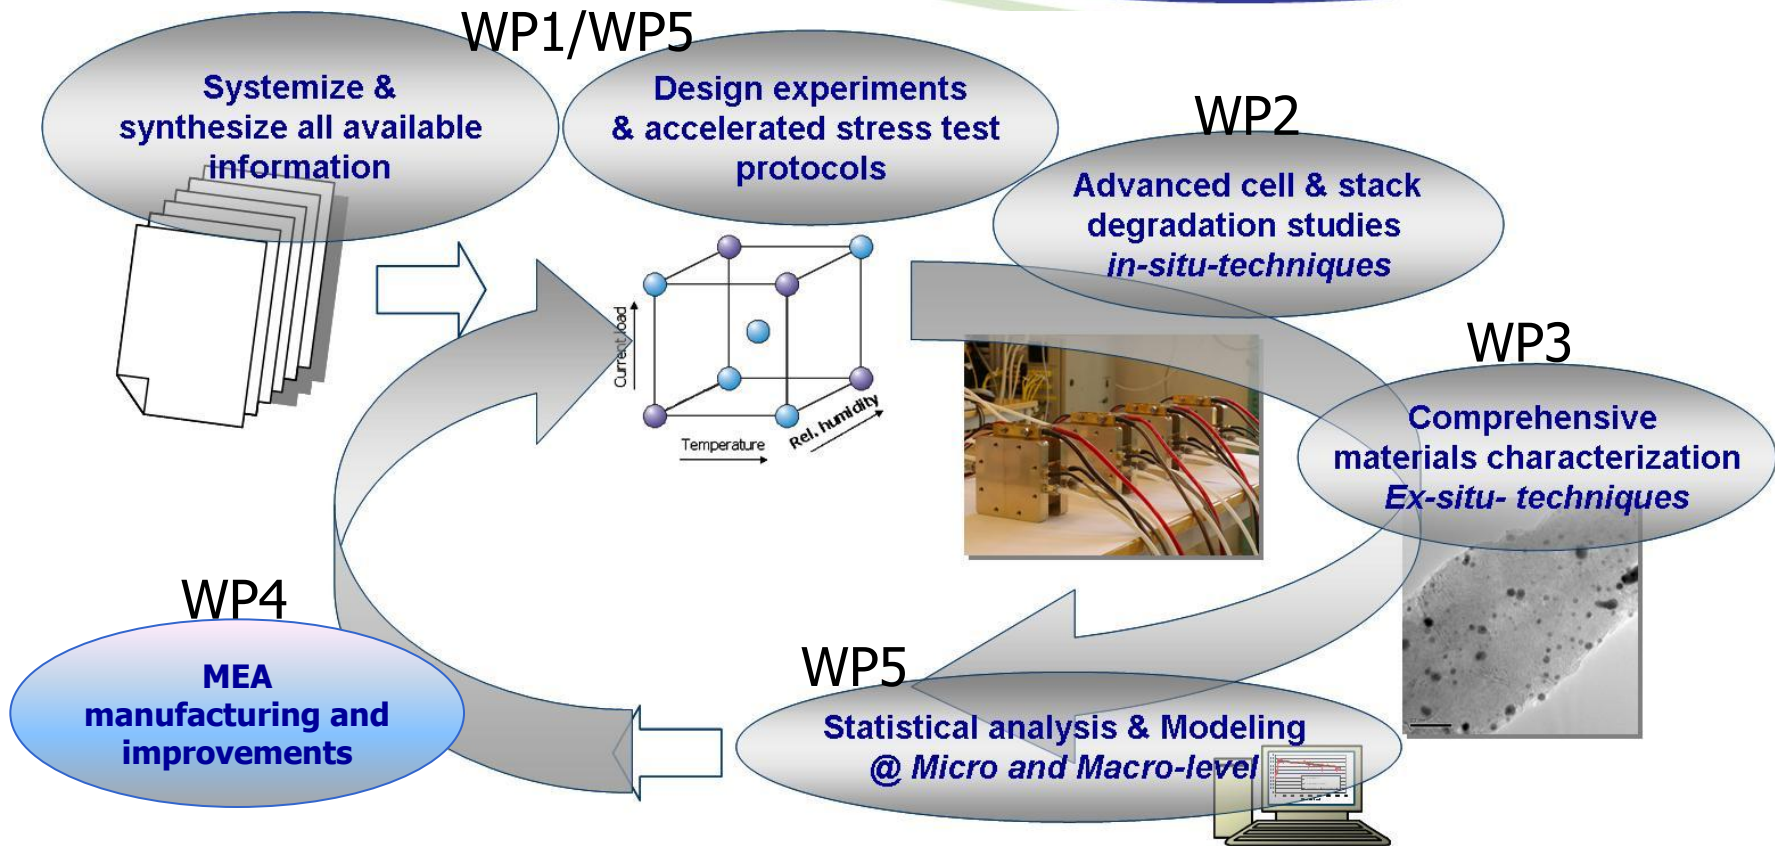 WP1/WP5
Systemize &
synthesize all available
information
Design experiments
& accelerated stress test
protocols
WP2
Advanced cell & stack
degradation studies
in-situ-techniques
Current load
Temperature
Rel. humidity
WP3
Comprehensive
materials characterization
Ex-situ- techniques
WP4
MEA
manufacturing and
improvements
WP5
Statistical analysis & Modeling
@ Micro and Macro-level